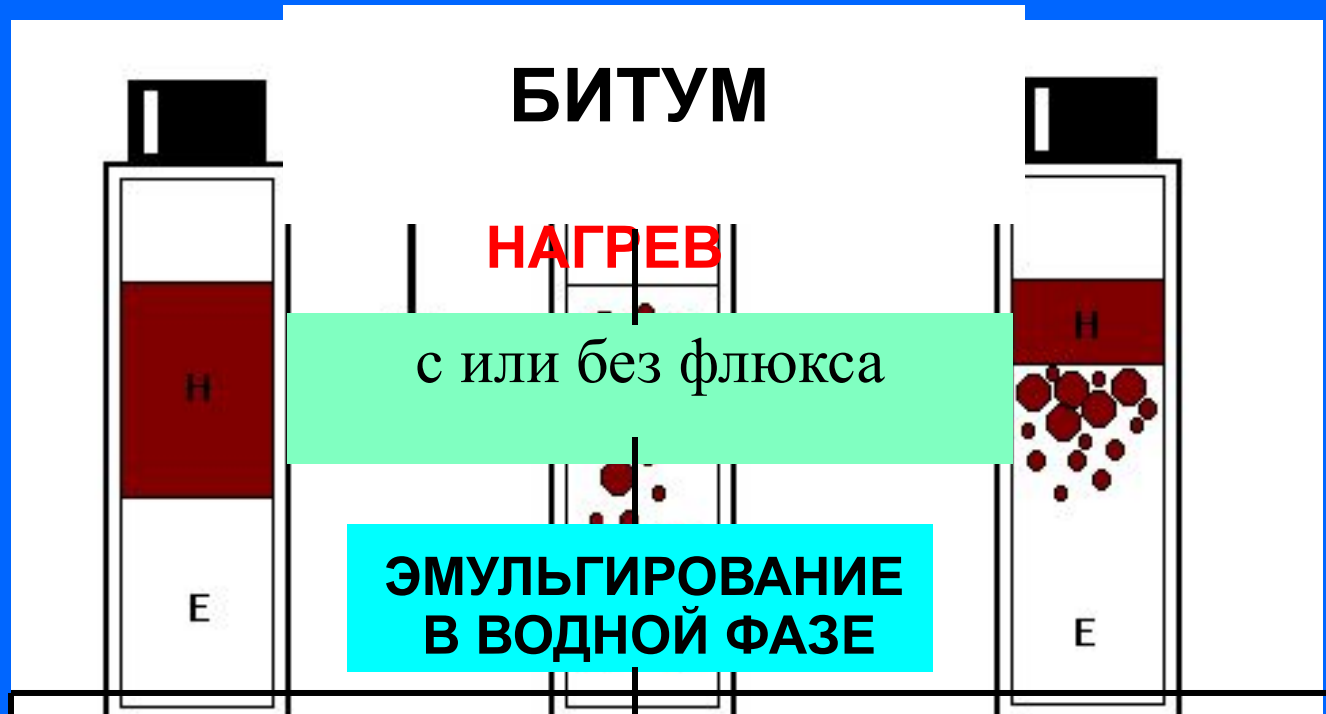 БИТУМ
НАГРЕВ
с или без флюкса
H
H
ЭМУЛЬГИРОВАНИЕ
В ВОДНОЙ ФАЗЕ
E
E